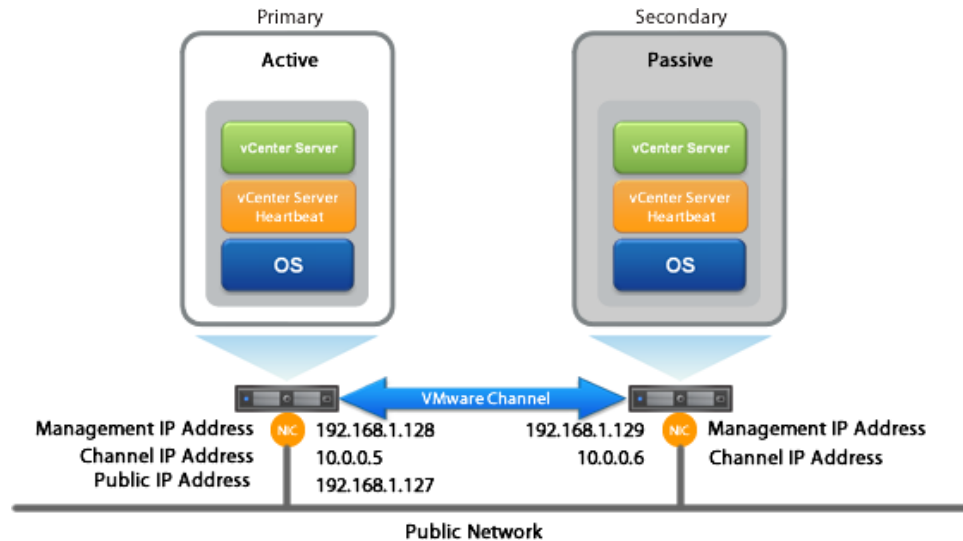 Primary
Secondary
Active
Passive
vCenter Server
vCenter Server
Heartbeat
OS
vCenter Server
vCenter Server
Heartbeat
OS
VMware Channel
Management IP Address NIC 192.168.1.128
Channel IP Address 10.0.0.5
Public IP Address 192.168.1.127
192.168.1.129 NIC Management IP Address
10.0.0.6 Channel IP Address
Public Network